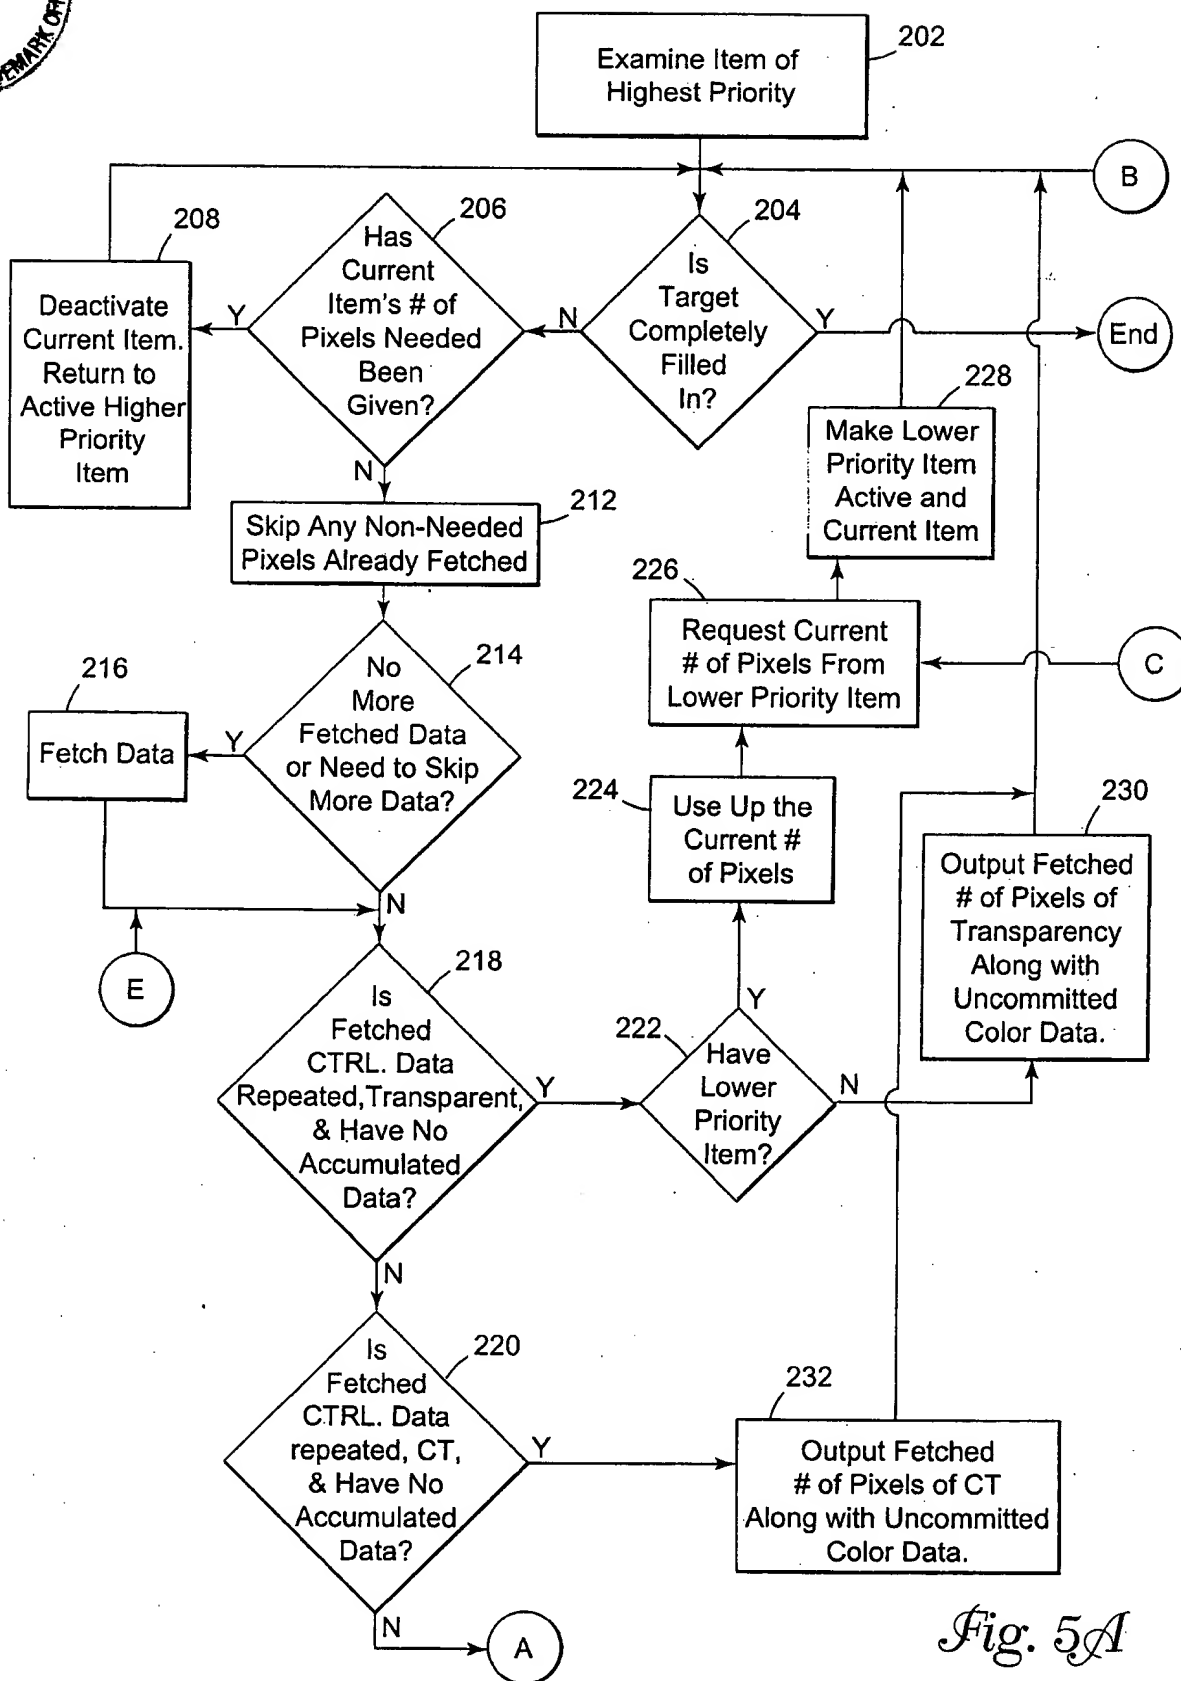 EMARK OFF
Examine Item of
Highest Priority
202
B
208
206
204
Has
Current
Item's # of
Pixels Needed
Been
Given?
Is
Target
Completely
Filled
In?
Deactivate
Current Item.
Return to
Active Higher
Priority
Item
Y
N
Y
End
228
Make Lower
Priority Item
Active and
Current Item
N
Skip Any Non-Needed
Pixels Already Fetched
212
226
Request Current
# of Pixels From
Lower Priority Item
C
216
214
No
More
Fetched Data
or Need to Skip
More Data?
Y
Fetch Data
224
Use Up the
Current #
of Pixels
230
Output Fetched
# of Pixels of
Transparency
Along with
Uncommitted
Color Data.
N
E
218
Is
Fetched
CTRL. Data
Repeated, Transparent,
& Have No
Accumulated
Data?
Y
222
Y
Have
Lower
Priority
Item?
N
N
220
Is
Fetched
CTRL. Data
repeated, CT,
& Have No
Accumulated
Data?
Y
232
Output Fetched
# of Pixels of CT
Along with Uncommitted
Color Data.
N
A
Fig. 5A